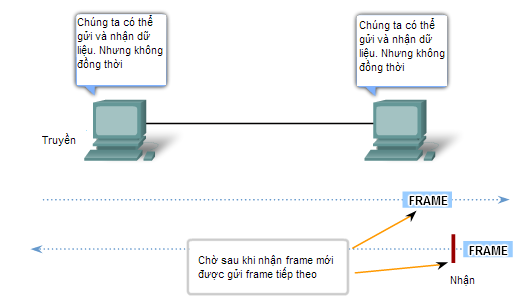 Chúng ta có thể
gửi và nhận dữ
liệu. Nhưng không
đồng thời
Chúng ta có thể
gửi và nhận dữ
liệu. Nhưng không
đồng thời
Truyền
FRAME
FRAME
Chờ sau khi nhận frame mới
được gửi frame tiếp theo
Nhận